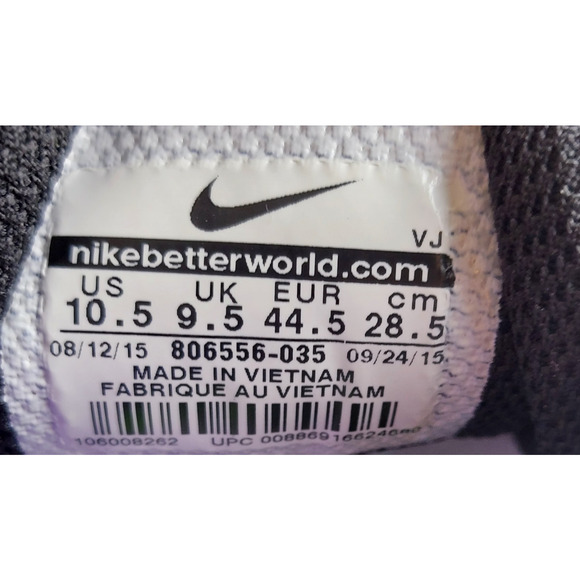 VJ
nikebetterworld.com
US UK EUR cm
10.5 9.5 44.5 28.5
08/12/15 806556-035 09/24/15
MADE IN VIETNAM
FABRIQUE AU VIETNAM
106008262 UPC